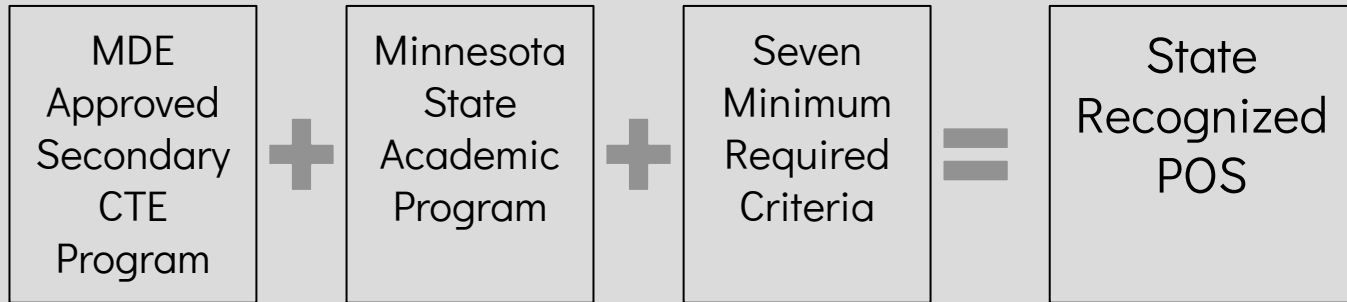 MDE
Approved
Secondary
CTE
Program
+
Minnesota
State
Academic
Program
+
Seven
Minimum
Required
Criteria
=
State
Recognized
POS